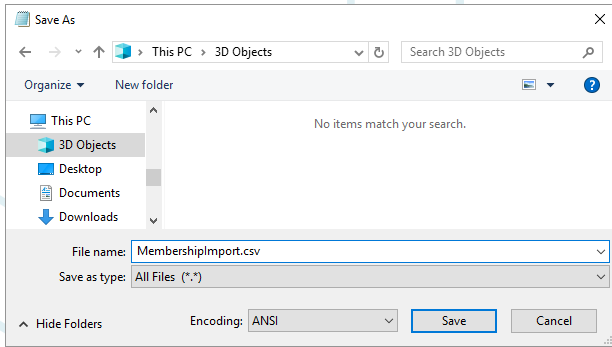 Save As
This PC > 3D Objects
Search 3D Objects
Organize
New folder
?
This PC
3D Objects
Desktop
Documents
Downloads
No items match your search.
File name: MembershipImport.csv
Save as type: All Files (*.*)
Hide Folders
Encoding: ANSI
Save
Cancel